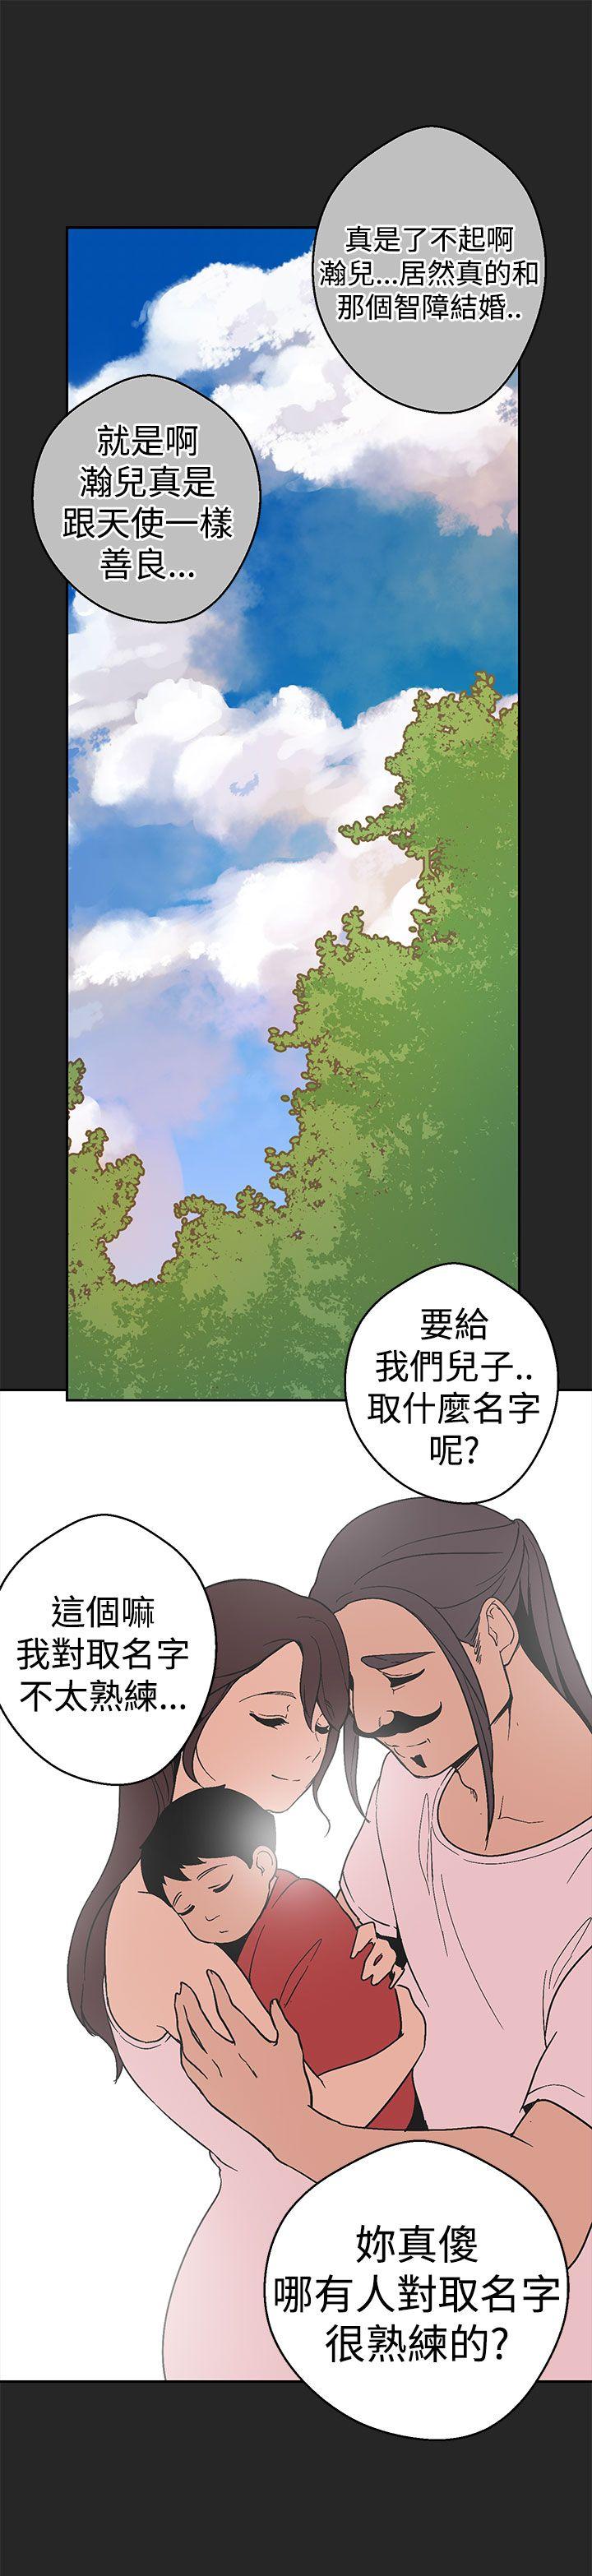 真是了不起啊
瀚兒...居然真的和
那個智障結婚..
就是啊
瀚兒真是
跟天使一樣
善良...
要給
我們兒子..
取什麼名字
呢?
這個嘛
我對取名字
不太熟練...
妳真傻
哪有人對取名字
很熟練的?